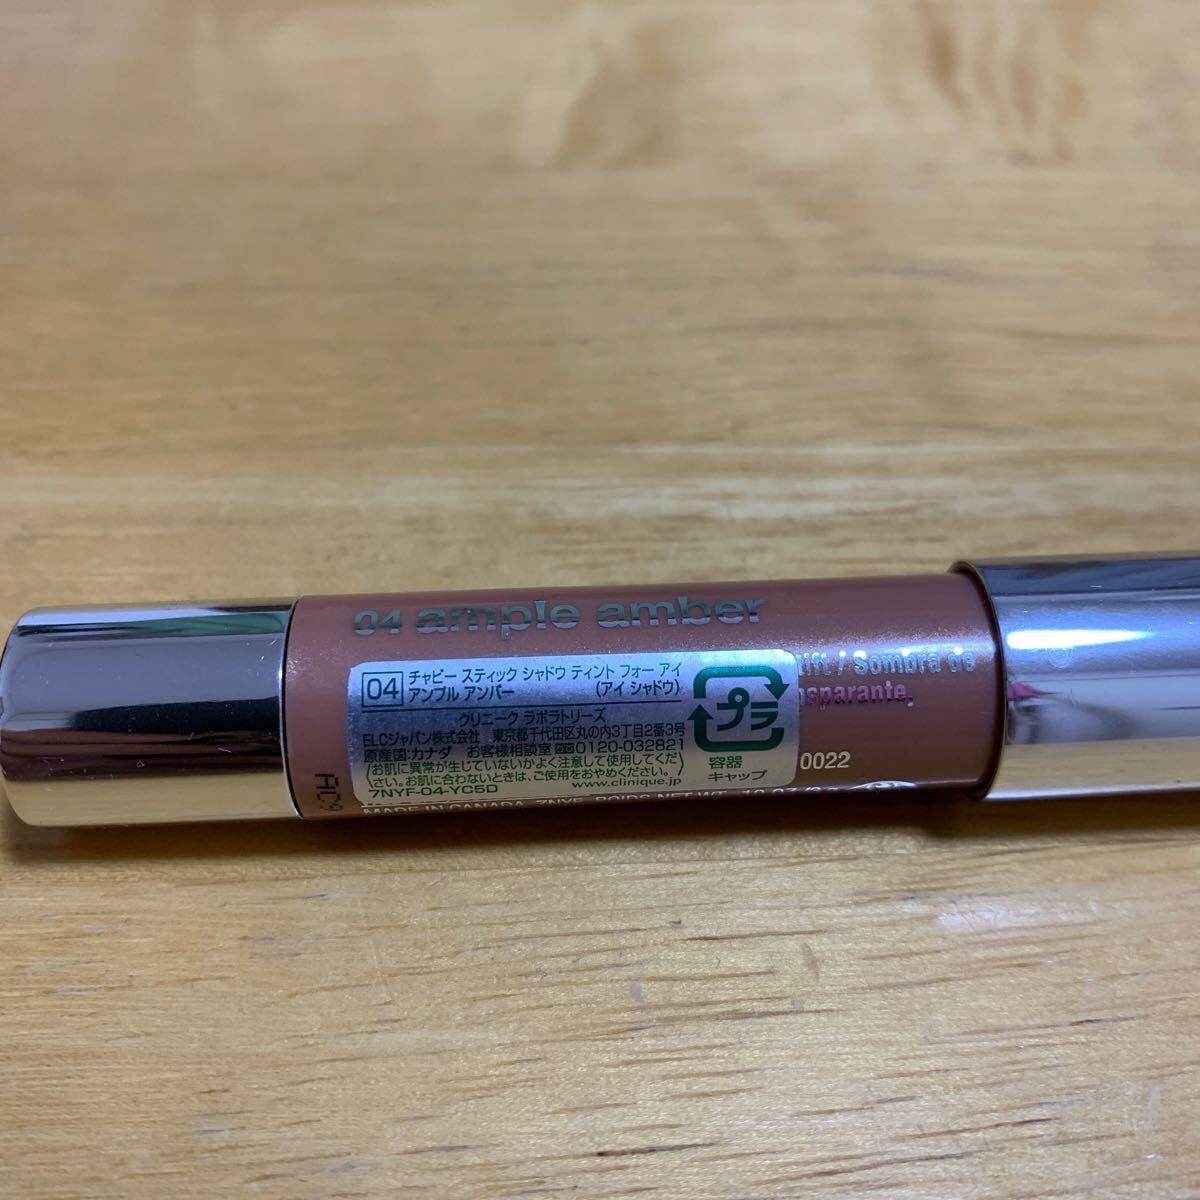 04 ample amber
04 チャビー スティック シャドウ ティント フォー アイ
アンプル アンバー (アイ シャドウ)
クリニーク ラボラトリーズ
ELCジャパン株式会社 東京都千代田区丸の内3丁目2番3号
原産国:カナダ お客様相談室 0120-032821
お肌に異常が生じていないかよく注意して使用してくだ
さい。お肌に合わないときは、ご使用をおやめください。
7NYF-04-YC5D www.clinique.jp
プラ
容器
キャップ
/ Sombra de
0022
MADE IN CANADA 7NYF POIDS NET WT.